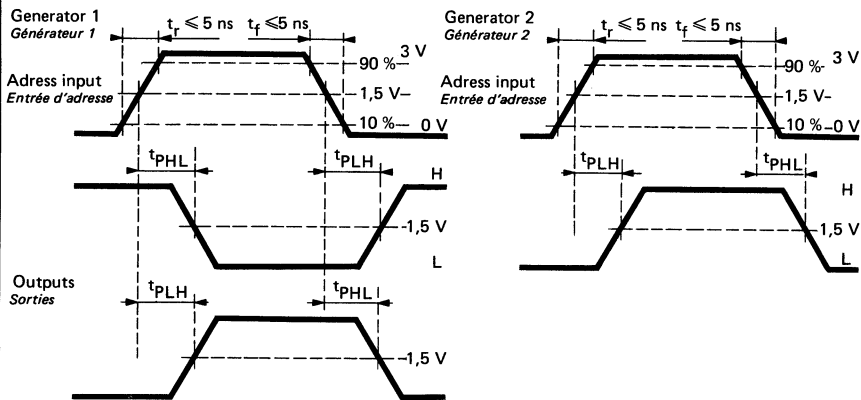 Generator 1
Générateur 1
tr ≤ 5 ns tf ≤5 ns
3 V
90 %
Adress input
Entrée d'adresse
1,5 V
10 %
0 V
tPHL
tPLH
H
1,5 V
L
Outputs
Sorties
tPLH
tPHL
1,5 V
Generator 2
Générateur 2
tr ≤ 5 ns tf ≤ 5 ns
3 V
90 %
Adress input
Entrée d'adresse
1,5 V
10 %
0 V
tPLH
tPHL
H
1,5 V
L